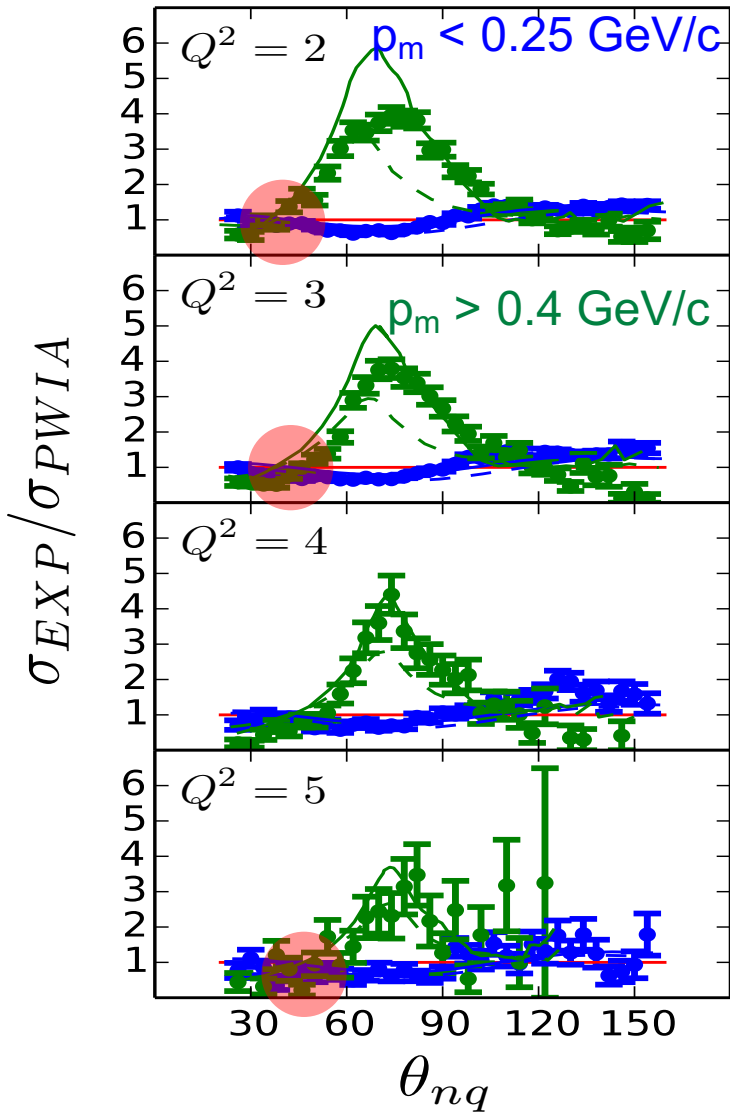 Q² = 2
p_m < 0.25 GeV/c
6
5
4
3
2
1
Q² = 3
p_m > 0.4 GeV/c
6
5
4
3
2
1
Q² = 4
6
5
4
3
2
1
Q² = 5
6
5
4
3
2
1
σ_EXP/σ_PWIA
30 60 90 120 150
θ_nq